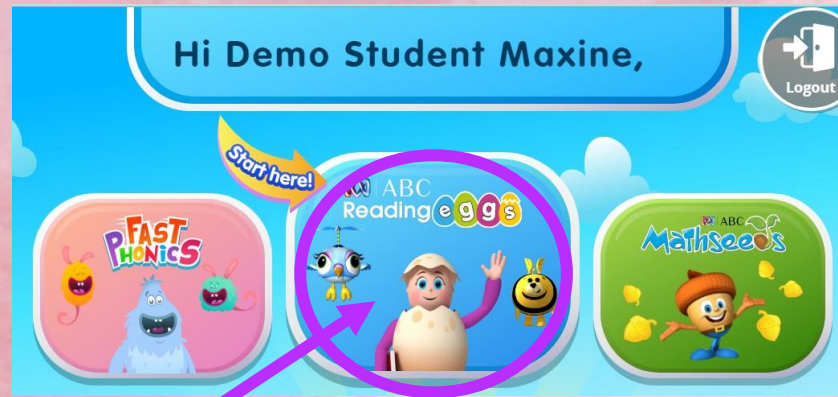 Hi Demo Student Maxine,
Logout
Start here!
FAST
PHONICS
ABC
Reading eggs
ABC
Mathseeds